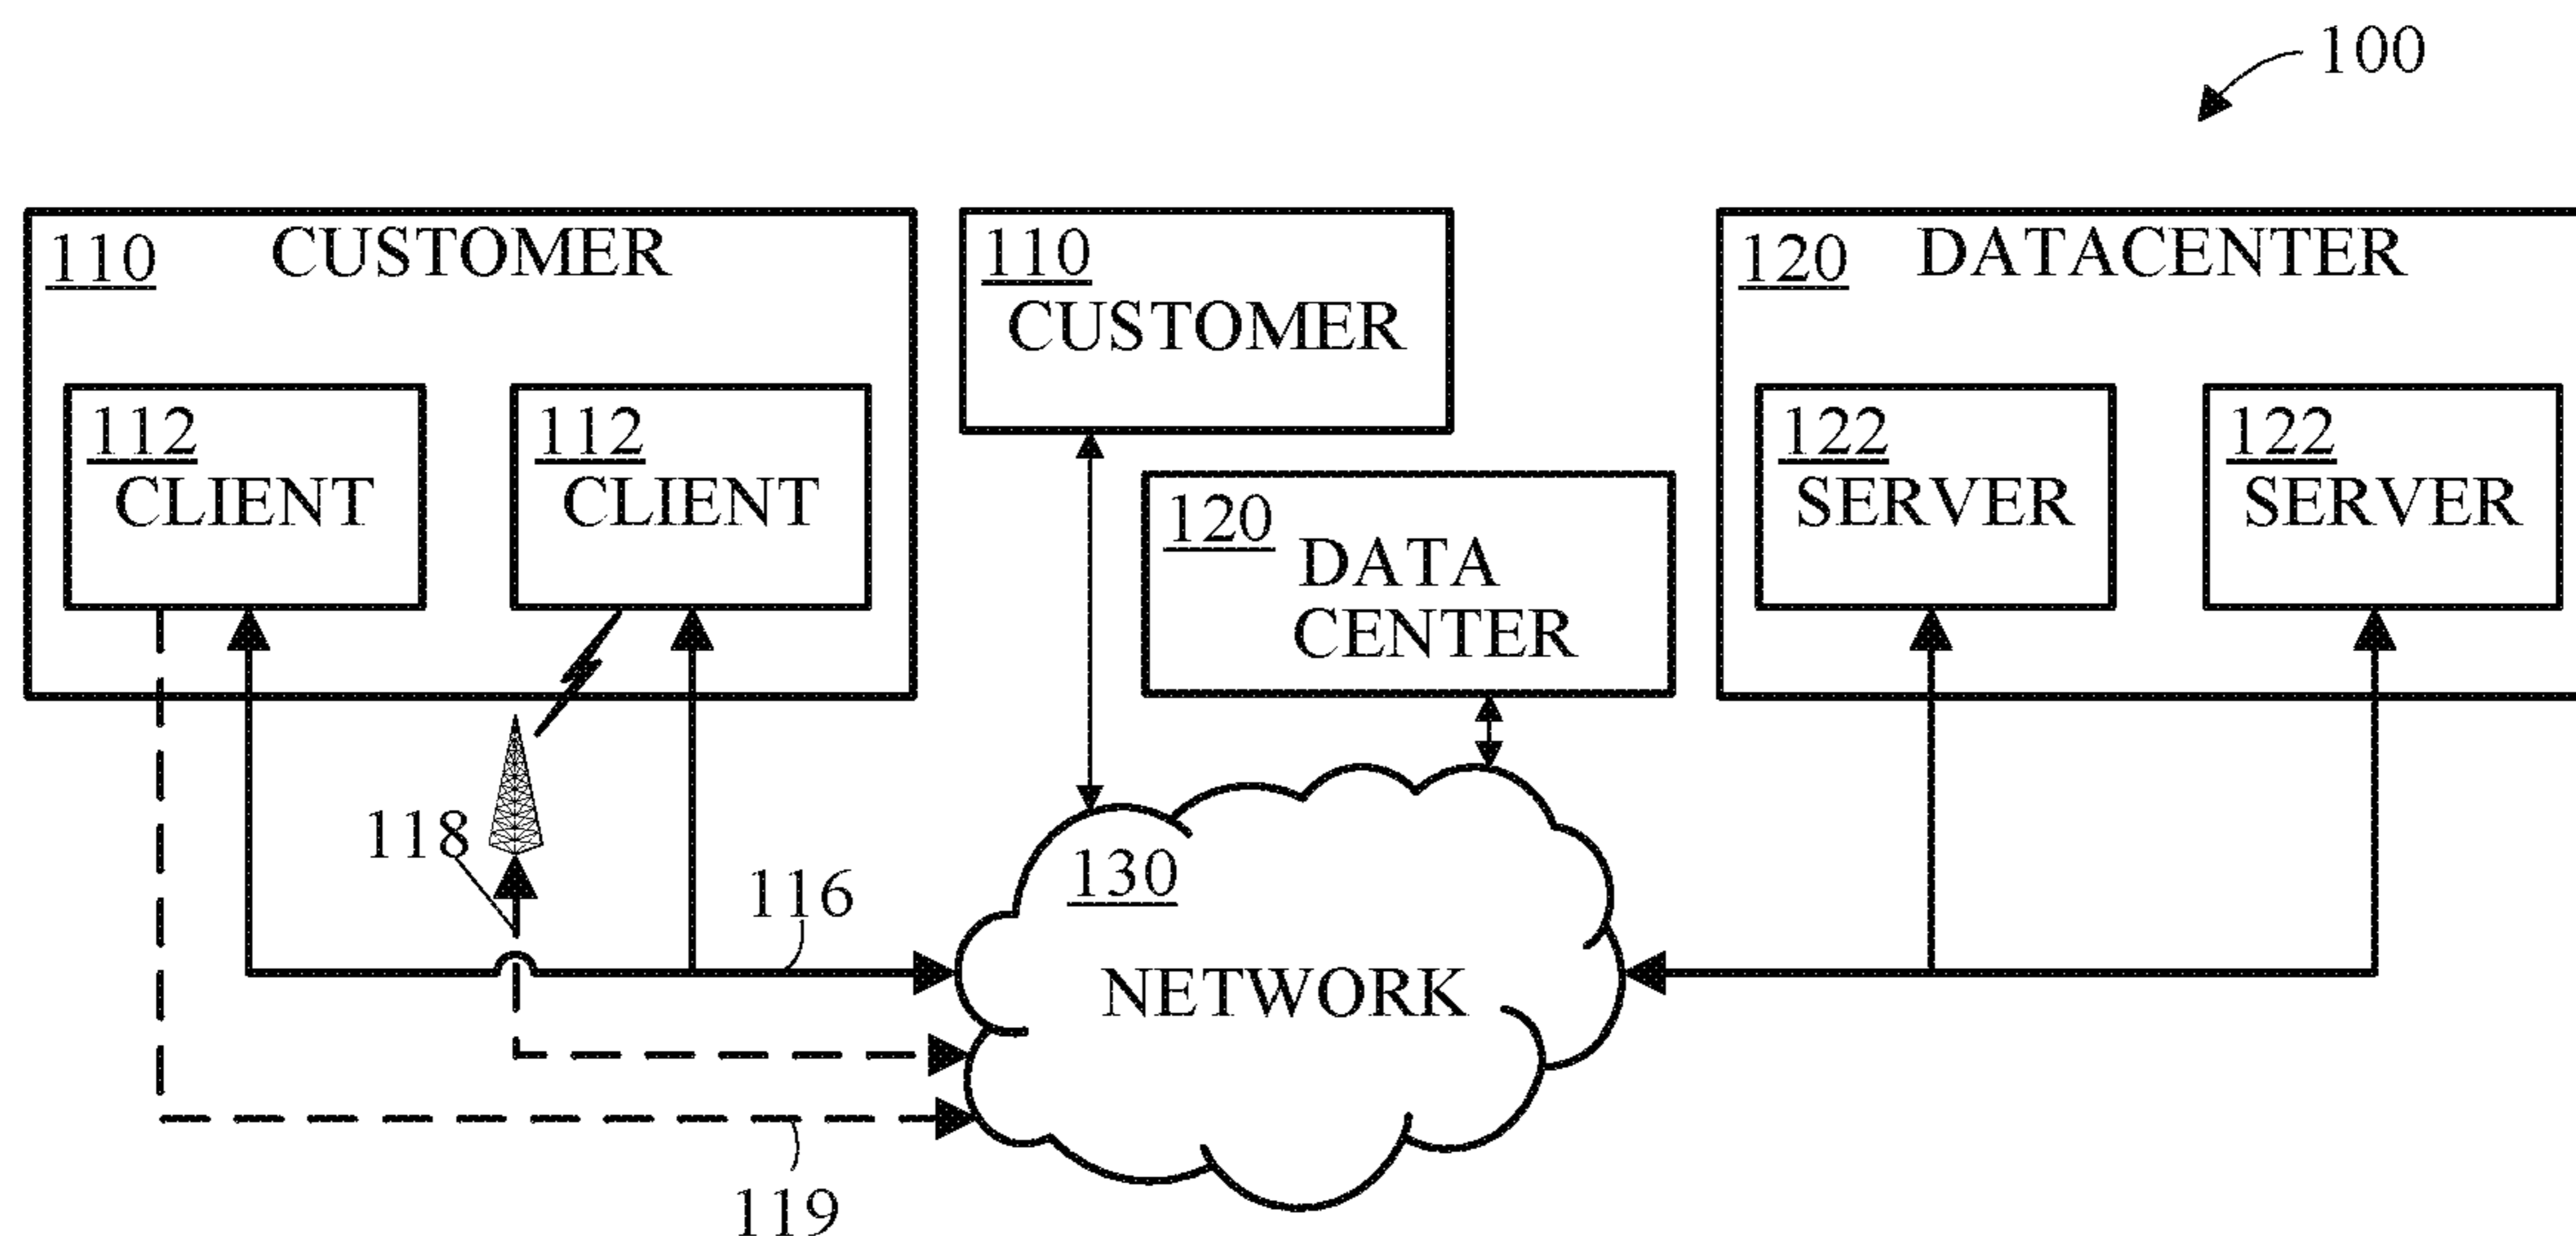 100
110 CUSTOMER
112
CLIENT
112
CLIENT
110
CUSTOMER
120
DATA
CENTER
120 DATACENTER
122
SERVER
122
SERVER
118
116
130
NETWORK
119